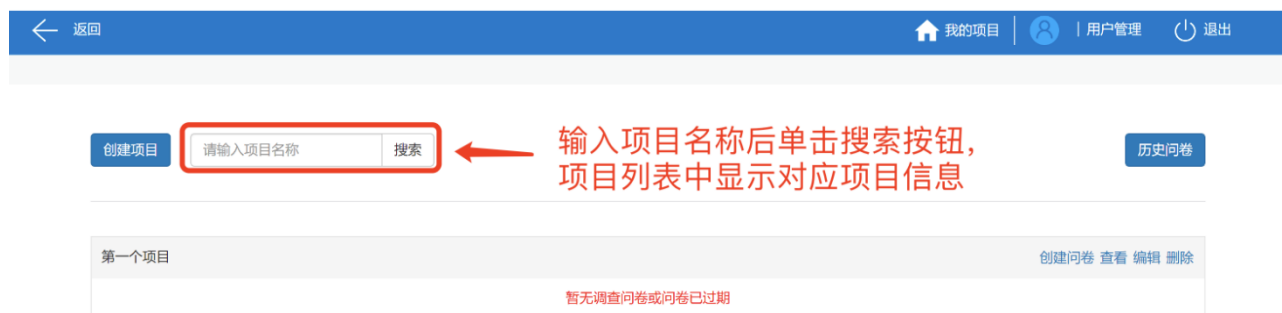 返回 我的项目 | 用户管理 退出
创建项目 请输入项目名称 搜索 输入项目名称后单击搜索按钮, 历史问卷
项目列表中显示对应项目信息
第一个项目 创建问卷 查看 编辑 删除
暂无调查问卷或问卷已过期